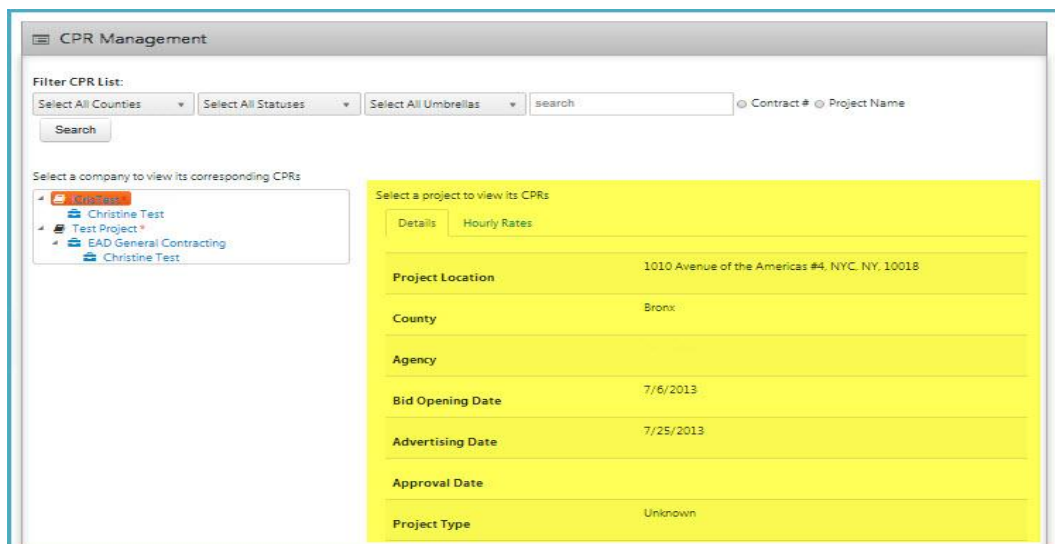 CPR Management
Filter CPR List:
Select All Counties Select All Statuses Select All Umbrellas search Contract # Project Name
Search
Select a company to view its corresponding CPRs
CrisTest*
Christine Test
Test Project *
EAD General Contracting
Christine Test
Select a project to view its CPRs
Details Hourly Rates
Project Location 1010 Avenue of the Americas #4, NYC, NY, 10018
County Bronx
Agency
Bid Opening Date 7/6/2013
Advertising Date 7/25/2013
Approval Date
Project Type Unknown